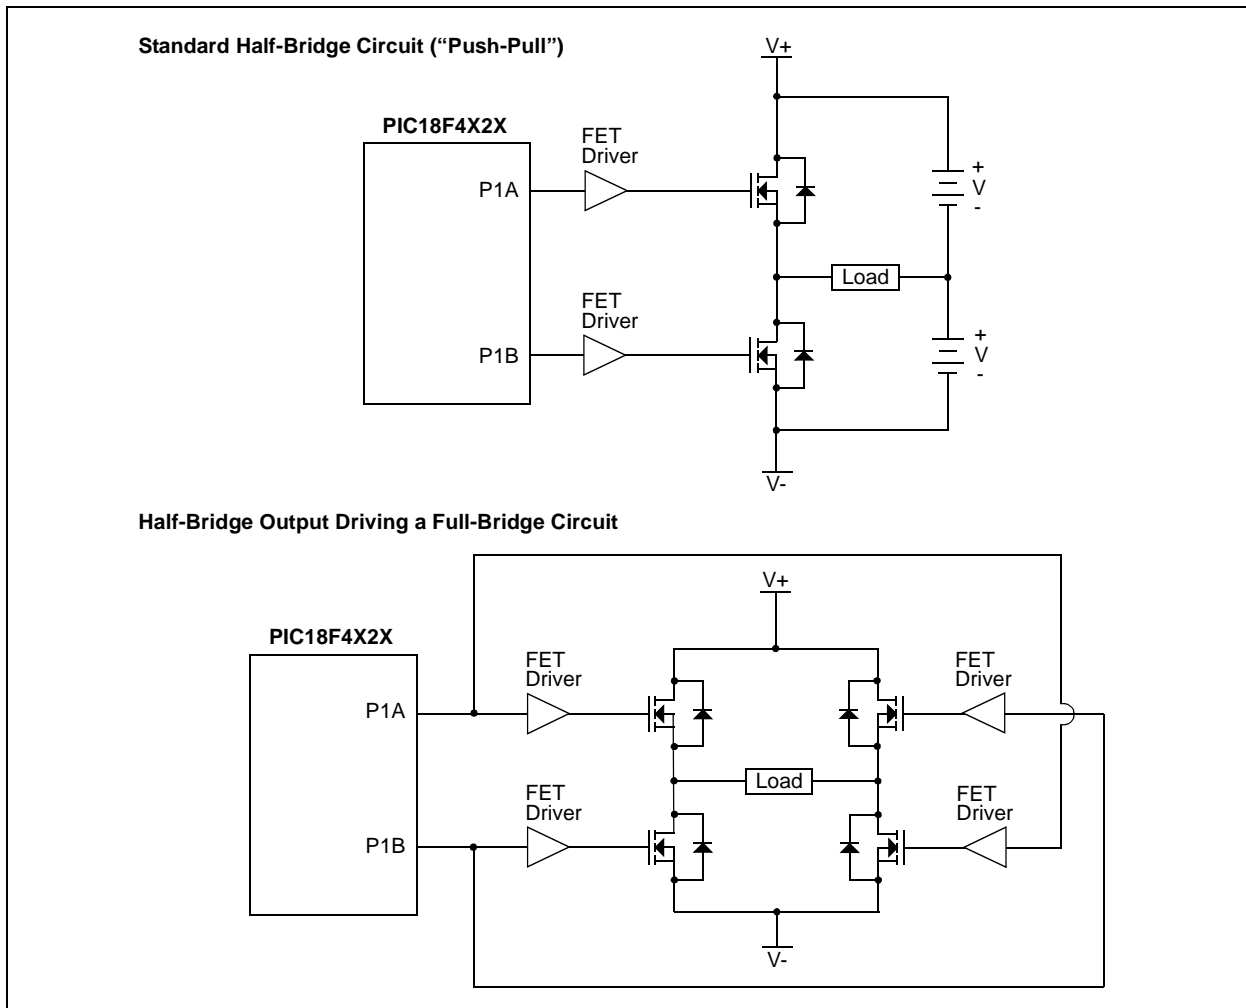 Standard Half-Bridge Circuit (“Push-Pull”)
V+
PIC18F4X2X
FET
Driver
P1A
+
V
-
Load
FET
Driver
P1B
+
V
-
V-
Half-Bridge Output Driving a Full-Bridge Circuit
V+
PIC18F4X2X
FET
Driver
FET
Driver
P1A
Load
FET
Driver
FET
Driver
P1B
V-